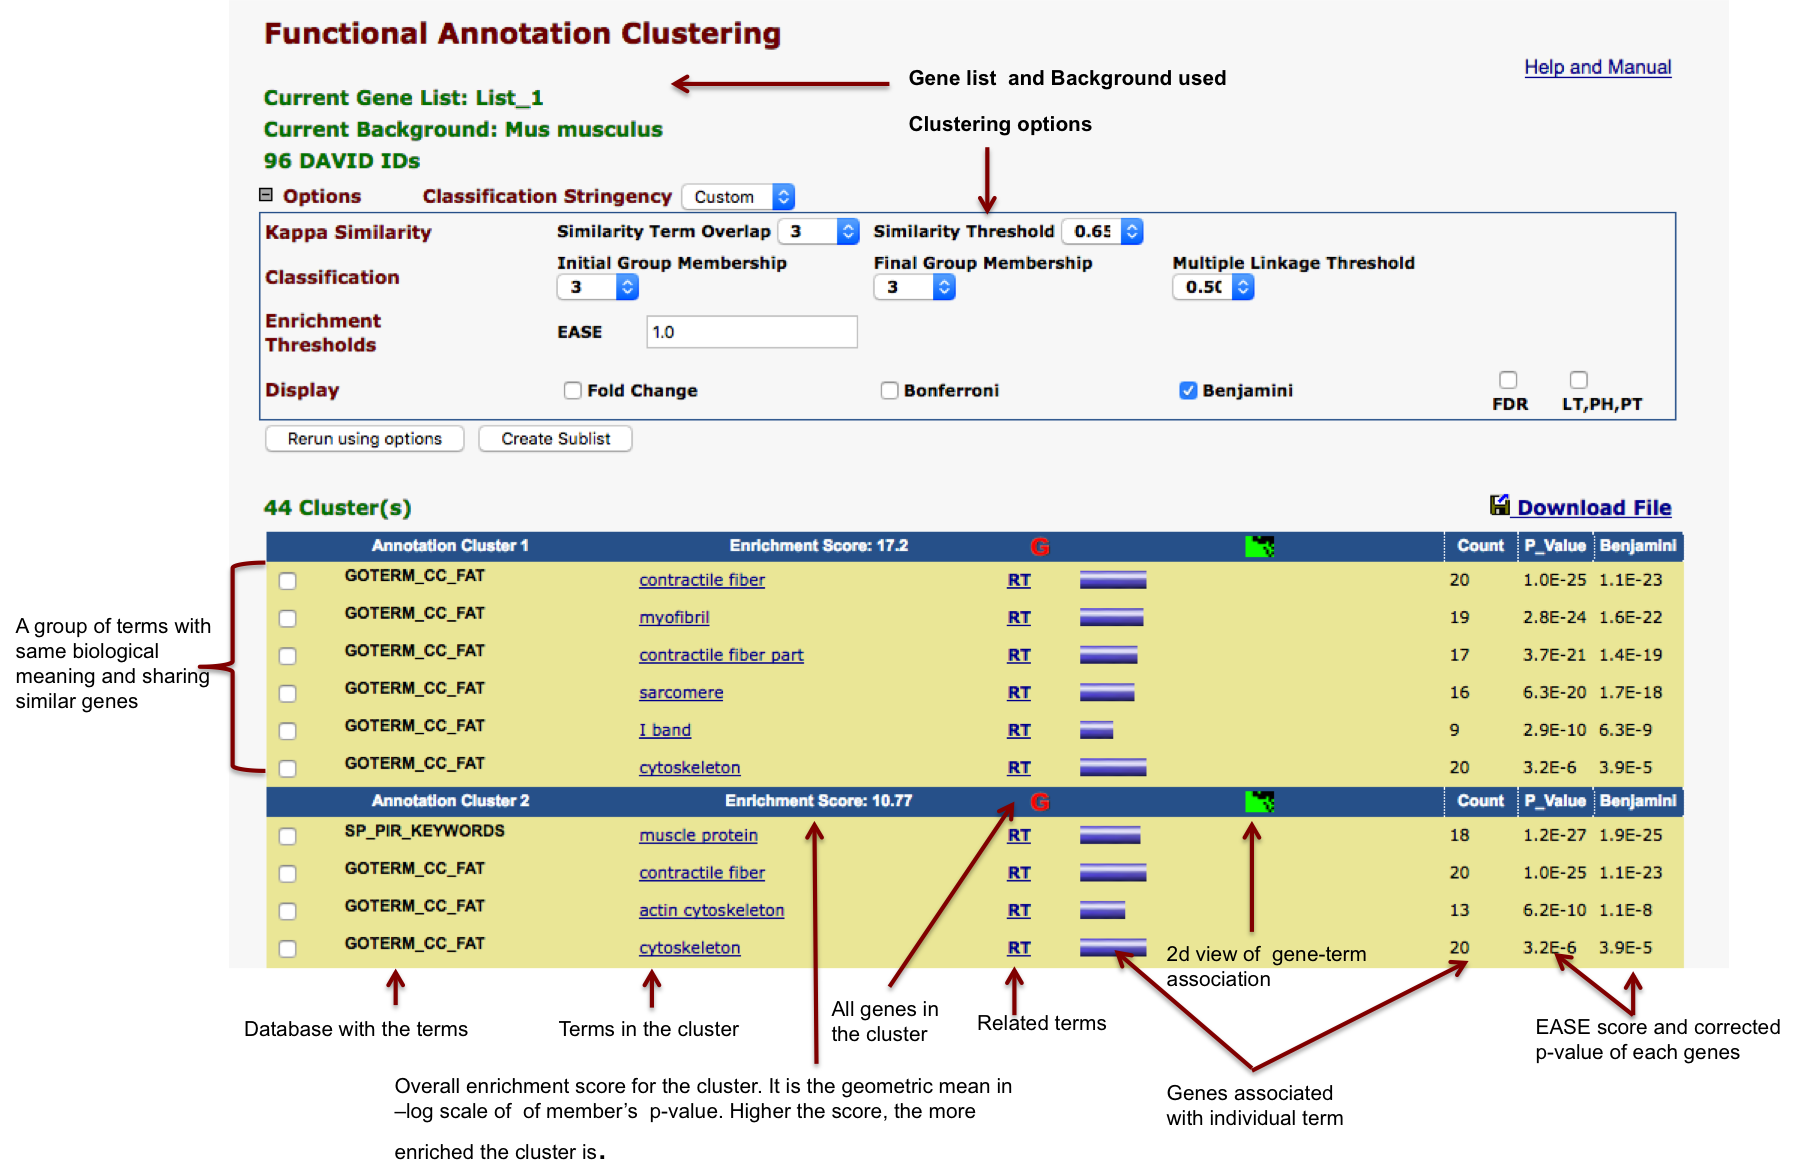 Functional Annotation Clustering
Help and Manual
Gene list  and Background used
Current Gene List: List_1
Current Background: Mus musculus
Clustering options
96 DAVID IDs
Options Classification Stringency Custom
Kappa Similarity Similarity Term Overlap 3 Similarity Threshold 0.65
Classification Initial Group Membership 3 Final Group Membership 3 Multiple Linkage Threshold 0.50
Enrichment
Thresholds
EASE 1.0
Display Fold Change Bonferroni Benjamini FDR LT,PH,PT
Rerun using options Create Sublist
44 Cluster(s) Download File
Annotation Cluster 1 Enrichment Score: 17.2 G Count P_Value Benjamini
GOTERM_CC_FAT contractile fiber RT 20 1.0E-25 1.1E-23
GOTERM_CC_FAT myofibril RT 19 2.8E-24 1.6E-22
GOTERM_CC_FAT contractile fiber part RT 17 3.7E-21 1.4E-19
GOTERM_CC_FAT sarcomere RT 16 6.3E-20 1.7E-18
GOTERM_CC_FAT I band RT 9 2.9E-10 6.3E-9
GOTERM_CC_FAT cytoskeleton RT 20 3.2E-6 3.9E-5
A group of terms with
same biological
meaning and sharing
similar genes
Annotation Cluster 2 Enrichment Score: 10.77 G Count P_Value Benjamini
SP_PIR_KEYWORDS muscle protein RT 18 1.2E-27 1.9E-25
GOTERM_CC_FAT contractile fiber RT 20 1.0E-25 1.1E-23
GOTERM_CC_FAT actin cytoskeleton RT 13 6.2E-10 1.1E-8
GOTERM_CC_FAT cytoskeleton RT 20 3.2E-6 3.9E-5
Database with the terms
Terms in the cluster
All genes in
the cluster
Related terms
2d view of  gene-term
association
EASE score and corrected
p-value of each genes
Overall enrichment score for the cluster. It is the geometric mean in
–log scale of  of member’s  p-value. Higher the score, the more
enriched the cluster is.
Genes associated
with individual term